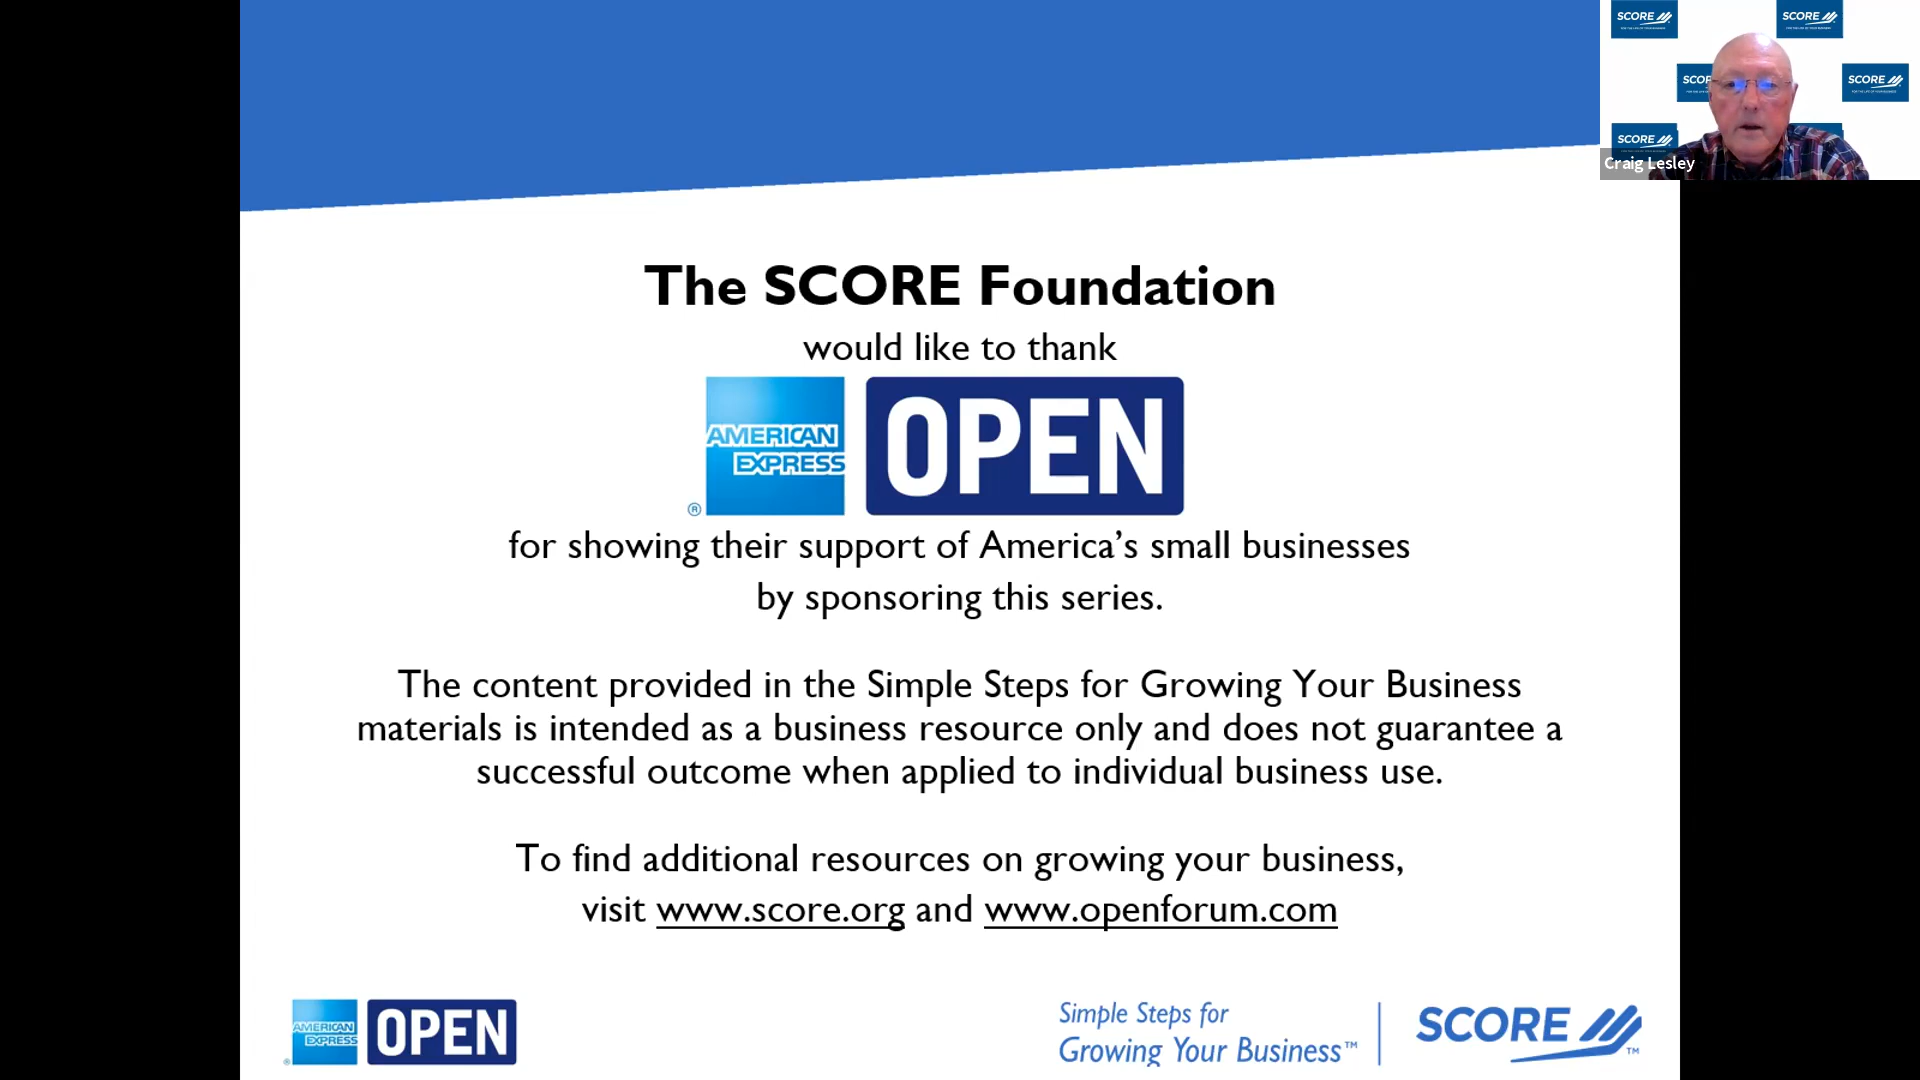 SCORE
SCORE
SCORE
SCORE
Craig Lesley
The SCORE Foundation
would like to thank
AMERICAN
EXPRESS
®
OPEN
for showing their support of America’s small businesses
by sponsoring this series.
The content provided in the Simple Steps for Growing Your Business
materials is intended as a business resource only and does not guarantee a
successful outcome when applied to individual business use.
To find additional resources on growing your business,
visit www.score.org and www.openforum.com
AMERICAN
EXPRESS
®
OPEN
Simple Steps for
Growing Your Business™
SCORE
™